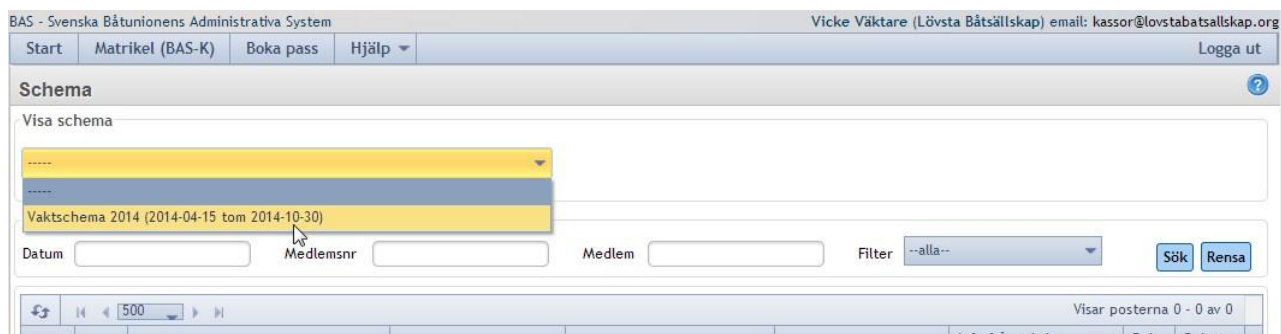 BAS - Svenska Båtunionens Administrativa System Vicke Väktare (Lövsta Båtsällskap) email: kassor@lovstabatsallskap.org
Start Matrikel (BAS-K) Boka pass Hjälp Logga ut
Schema
Visa schema
-----
-----
Vaktschema 2014 (2014-04-15 tom 2014-10-30)
Datum Medlemsnr Medlem Filter --alla-- Sök Rensa
500 Visar posterna 0 - 0 av 0